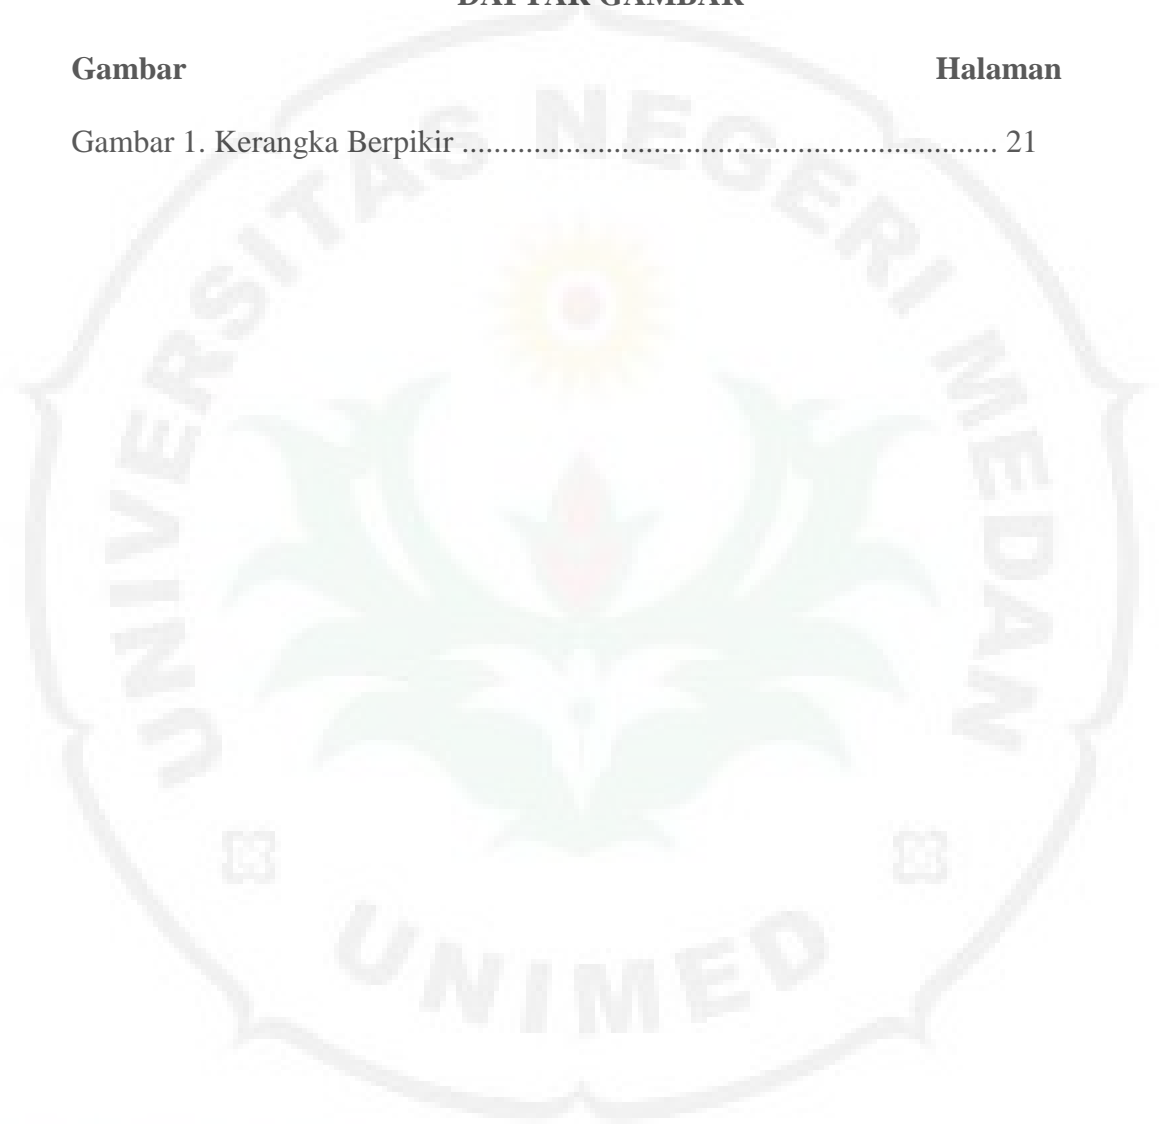 DAFTAR GAMBAR
Gambar Halaman
Gambar 1. Kerangka Berpikir .................................................................. 21
UNIVERSITAS NEGERI MEDAN
UNIMED